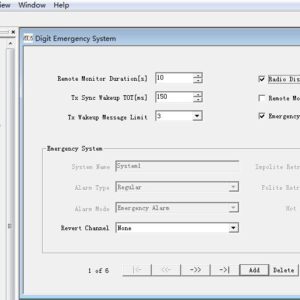 Window Help
Digit Emergency System
Remote Monitor Duration[s] 10
Radio Dis
Tx Sync Wakeup TOT[ms] 150
Remote Mo
Tx Wakeup Message Limit 3
Emergency
Emergency System
System Name System1
Impolite Retr
Alarm Type Regular
Polite Retr
Alarm Mode Emergency Alarm
Hot
Revert Channel None
1 of 6 |<- <<- ->> ->| Add Delete